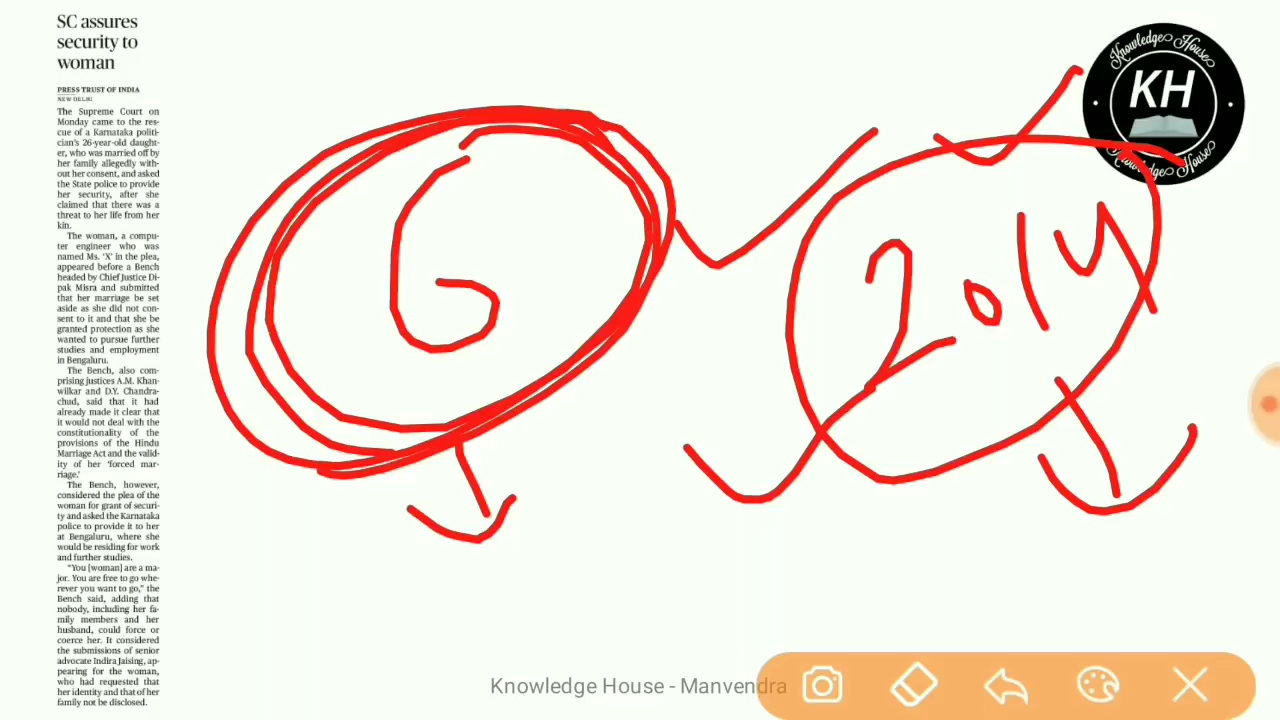 SC assures
security to
woman
PRESS TRUST OF INDIA
NEW DELHI
The Supreme Court on
Monday came to the res-
cue of a Karnataka politi-
cian's 26-year-old daught-
er, who was married off by
her family allegedly with-
out her consent, and asked
the State police to provide
her security, after she
claimed that there was a
threat to her life from her
kin.
The woman, a compu-
ter engineer who was
named Ms. ‘X’ in the plea,
appeared before a Bench
headed by Chief Justice Di-
pak Misra and submitted
that her marriage be set
aside as she did not con-
sent to it and that she be
granted protection as she
wanted to pursue further
studies and employment
in Bengaluru.
The Bench, also com-
prising justices A.M. Khan-
wilkar and D.Y. Chandra-
chud, said that it had
already made it clear that
it would not deal with the
constitutionality of the
provisions of the Hindu
Marriage Act and the valid-
ity of her ‘forced mar-
riage.’
The Bench, however,
considered the plea of the
woman for grant of securi-
ty and asked the Karnataka
police to provide it to her
at Bengaluru, where she
would be residing for work
and further studies.
“You [woman] are a ma-
jor. You are free to go whe-
rever you want to go,” the
Bench said, adding that
nobody, including her fa-
mily members and her
husband, could force or
coerce her. It considered
the submissions of senior
advocate Indira Jaising, ap-
pearing for the woman,
who had requested that
her identity and that of her
family not be disclosed.
6
2014
Knowledge House
KH
Knowledge House
Knowledge House - Manvendra